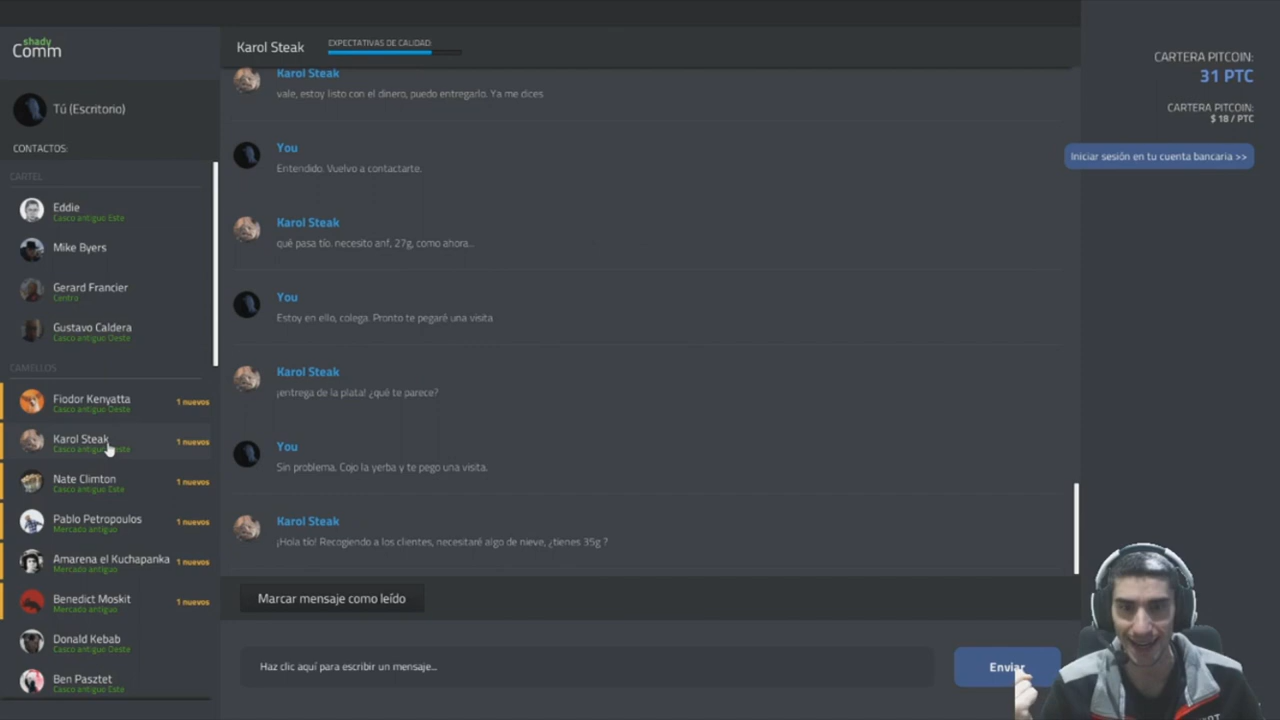 shady
Comm
Tú (Escritorio)
CONTACTOS:
CARTEL
Eddie
Casco antiguo Este
Mike Byers
Gerard Francier
Centro
Gustavo Caldera
Casco antiguo Oeste
CAMELLOS
Fiodor Kenyatta
Casco antiguo Oeste
1 nuevos
Karol Steak
Casco antiguo Oeste
1 nuevos
Nate Climton
Casco antiguo Este
1 nuevos
Pablo Petropoulos
Mercado antiguo
1 nuevos
Amarena el Kuchapanka
Mercado antiguo
1 nuevos
Benedict Moskit
Mercado antiguo
1 nuevos
Donald Kebab
Casco antiguo Oeste
Ben Pasztet
Casco antiguo Este
Karol Steak
EXPECTATIVAS DE CALIDAD:
Karol Steak
vale, estoy listo con el dinero, puedo entregarlo. Ya me dices
You
Entendido. Vuelvo a contactarte.
Karol Steak
qué pasa tío. necesito anf, 27g, como ahora...
You
Estoy en ello, colega. Pronto te pegaré una visita
Karol Steak
¡entrega de la plata! ¿qué te parece?
You
Sin problema. Cojo la yerba y te pego una visita.
Karol Steak
¡Hola tío! Recogiendo a los clientes, necesitaré algo de nieve, ¿tienes 35g ?
Marcar mensaje como leído
Haz clic aquí para escribir un mensaje...
Enviar
CARTERA PITCOIN:
31 PTC
CARTERA PITCOIN:
$ 18 / PTC
Iniciar sesión en tu cuenta bancaria >>